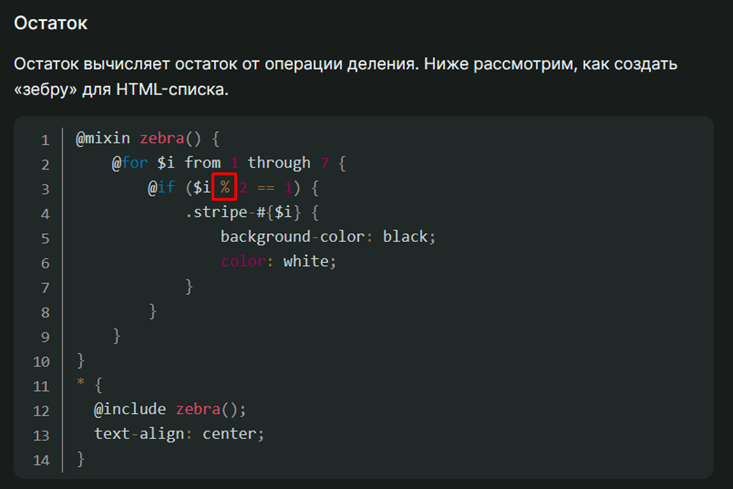 Остаток
Остаток вычисляет остаток от операции деления. Ниже рассмотрим, как создать
«зебру» для HTML-списка.
1 @mixin zebra() {
2     @for $i from 1 through 7 {
3         @if ($i % 2 == 1) {
4             .stripe-#{$i} {
5                 background-color: black;
6                 color: white;
7             }
8         }
9     }
10 }
11 * {
12   @include zebra();
13   text-align: center;
14 }